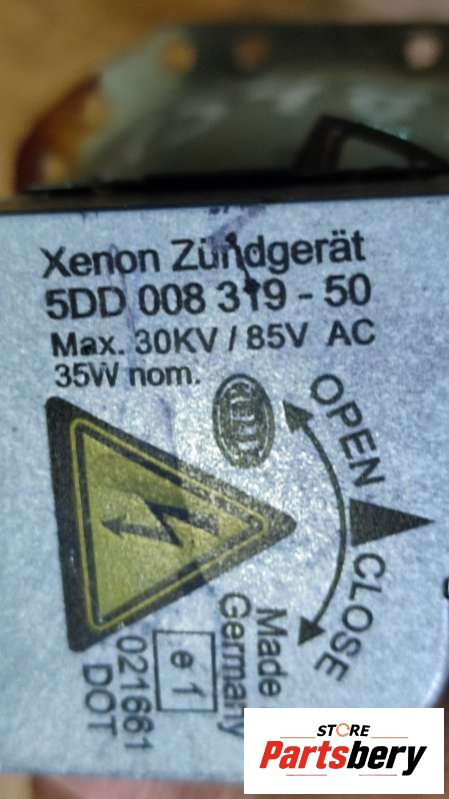 Xenon Zündgerät
5DD 008 319 - 50
Max. 30KV / 85V AC
35W nom.
OPEN
CLOSE
Made
Germany
e 1
021661
DOT
STORE
Partsbery